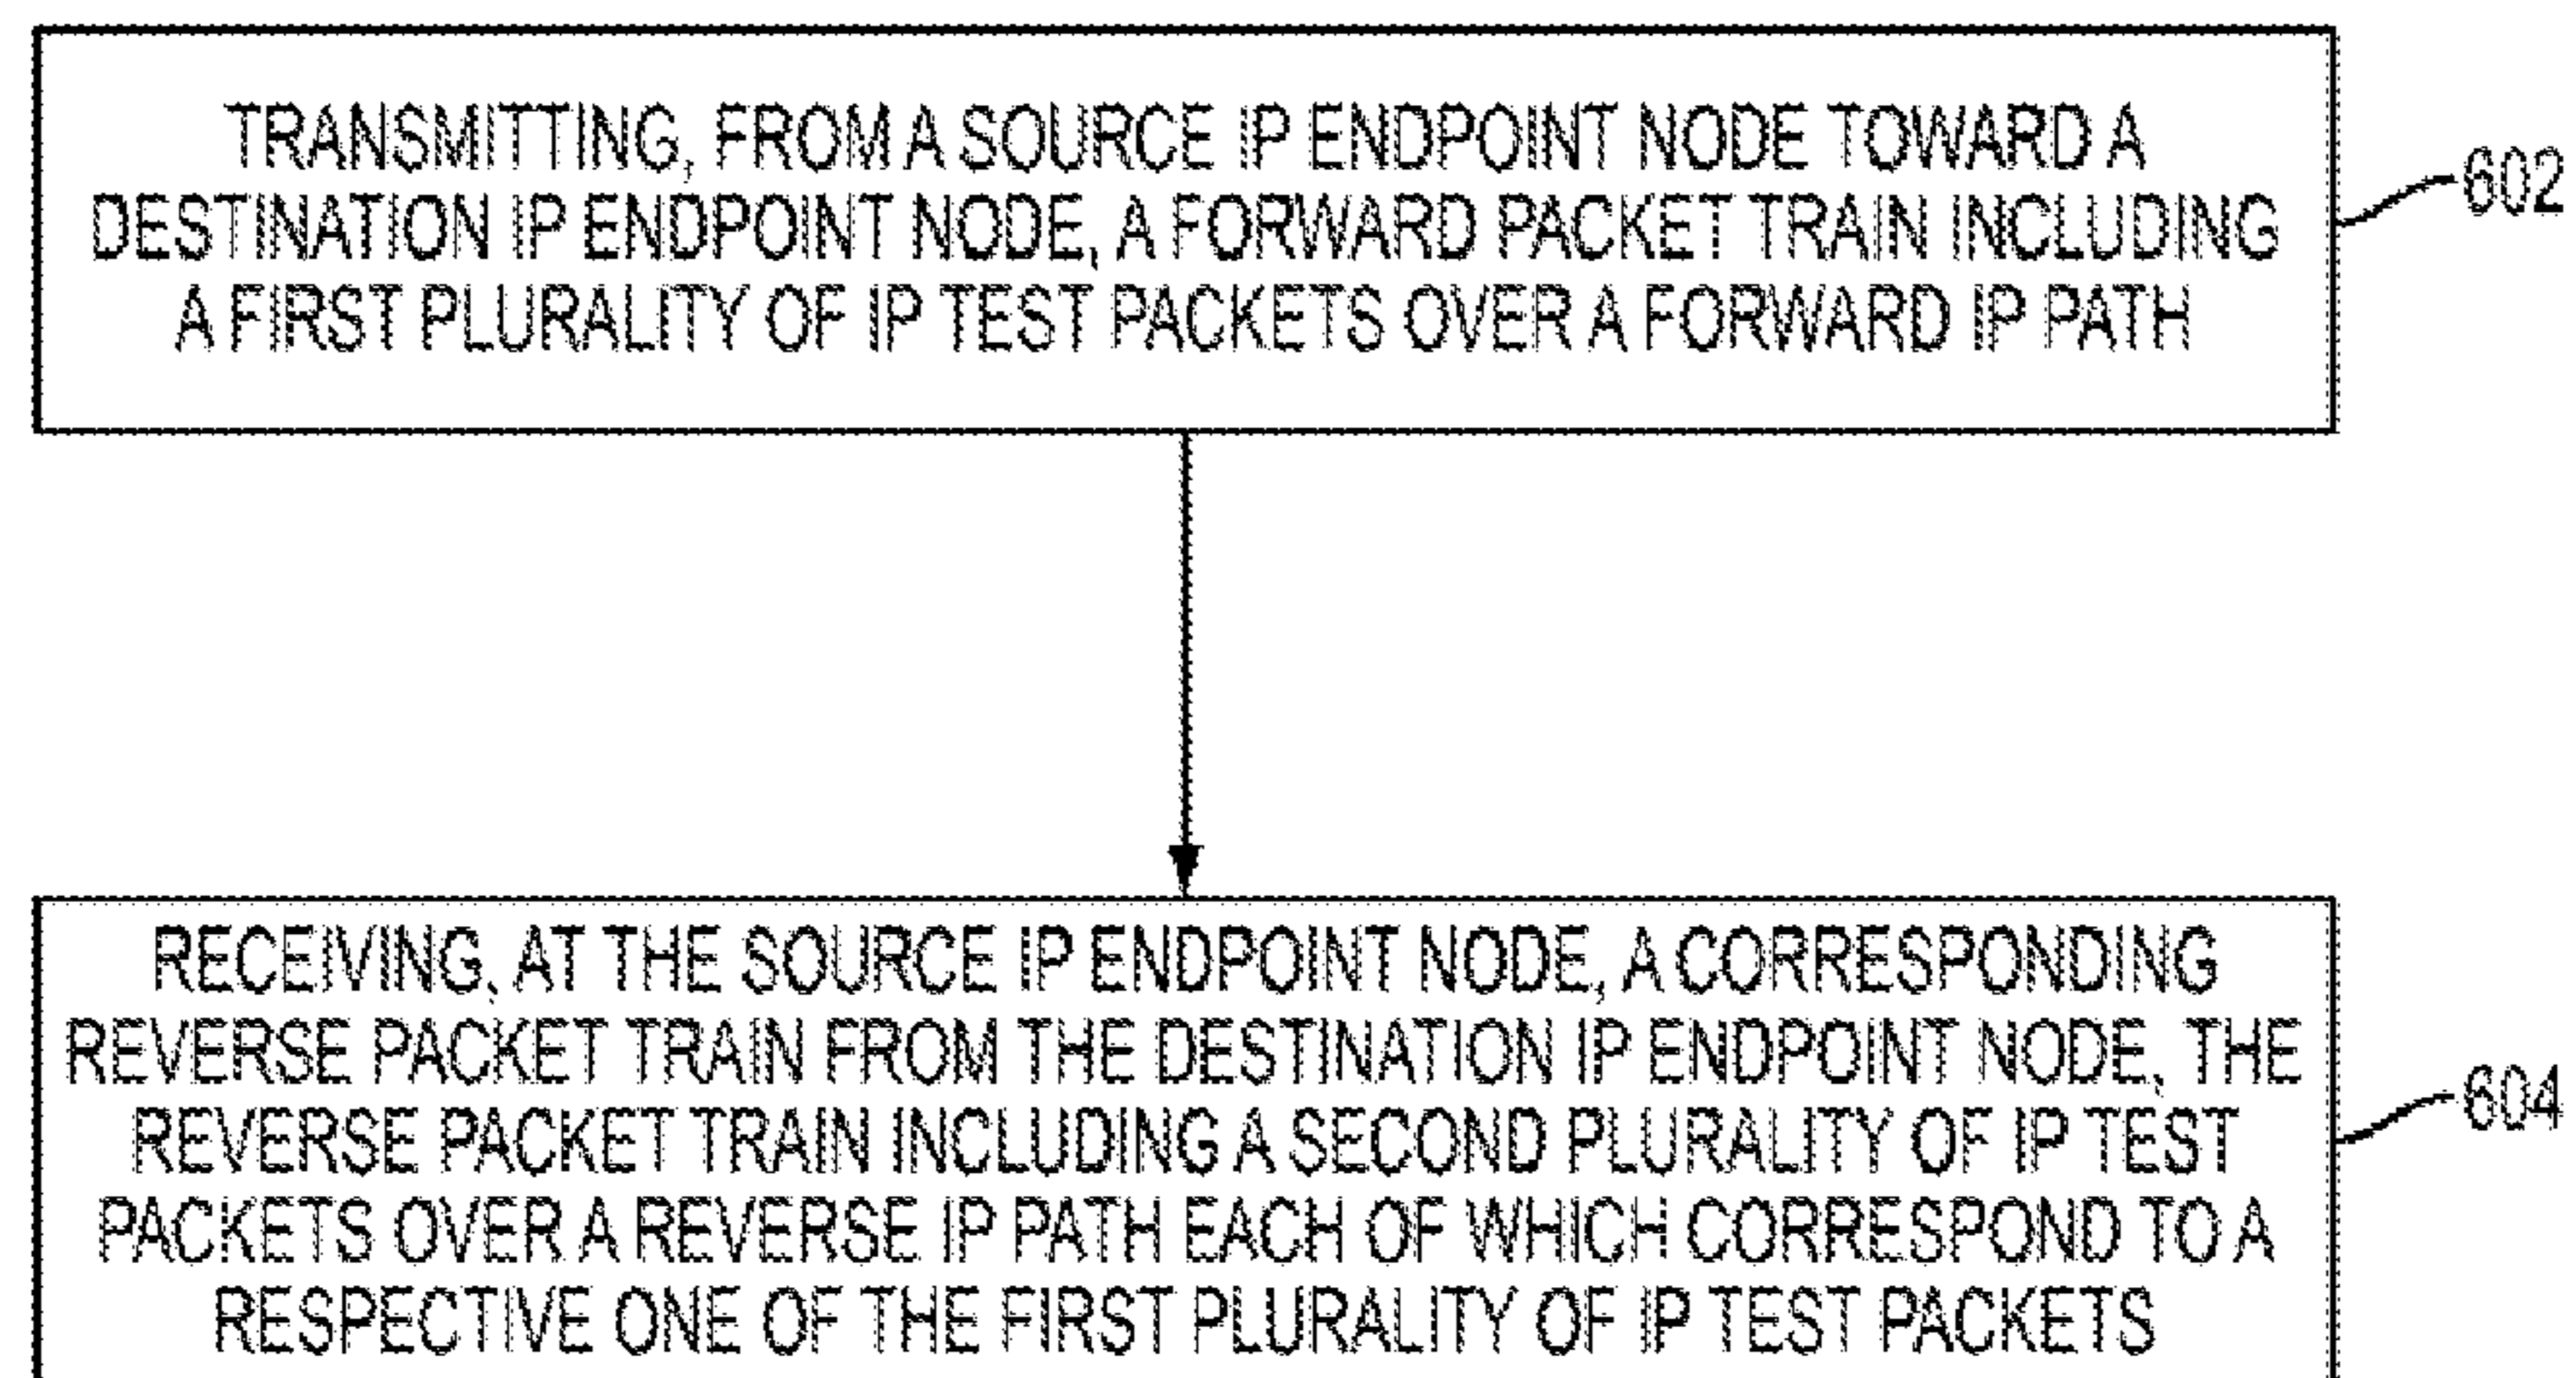 TRANSMITTING, FROM A SOURCE IP ENDPOINT NODE TOWARD A
DESTINATION IP ENDPOINT NODE, A FORWARD PACKET TRAIN INCLUDING
A FIRST PLURALITY OF IP TEST PACKETS OVER A FORWARD IP PATH
602
RECEIVING, AT THE SOURCE IP ENDPOINT NODE, A CORRESPONDING
REVERSE PACKET TRAIN FROM THE DESTINATION IP ENDPOINT NODE, THE
REVERSE PACKET TRAIN INCLUDING A SECOND PLURALITY OF IP TEST
PACKETS OVER A REVERSE IP PATH EACH OF WHICH CORRESPOND TO A
RESPECTIVE ONE OF THE FIRST PLURALITY OF IP TEST PACKETS
604